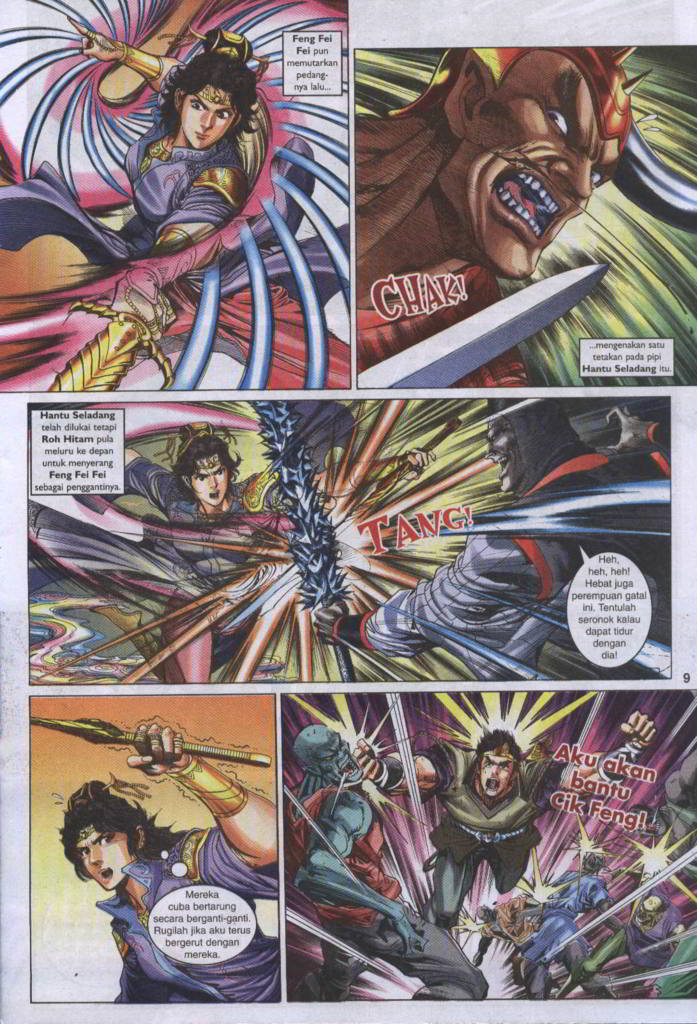 Feng Fei
Fei pun
memutarkan
pedang-
nya lalu...
CHAK!
...mengenakan satu
tetakan pada pipi
Hantu Seladang itu.
Hantu Seladang
telah dilukai tetapi
Roh Hitam pula
meluru ke depan
untuk menyerang
Feng Fei Fei
sebagai penggantinya.
TANG!
Heh,
heh, heh!
Hebat juga
perempuan gatal
ini. Tentulah
seronok kalau
dapat tidur
dengan
dia!
9
Mereka
cuba bertarung
secara berganti-ganti.
Rugilah jika aku terus
bergerut dengan
mereka.
Aku akan
bantu
Cik Feng!